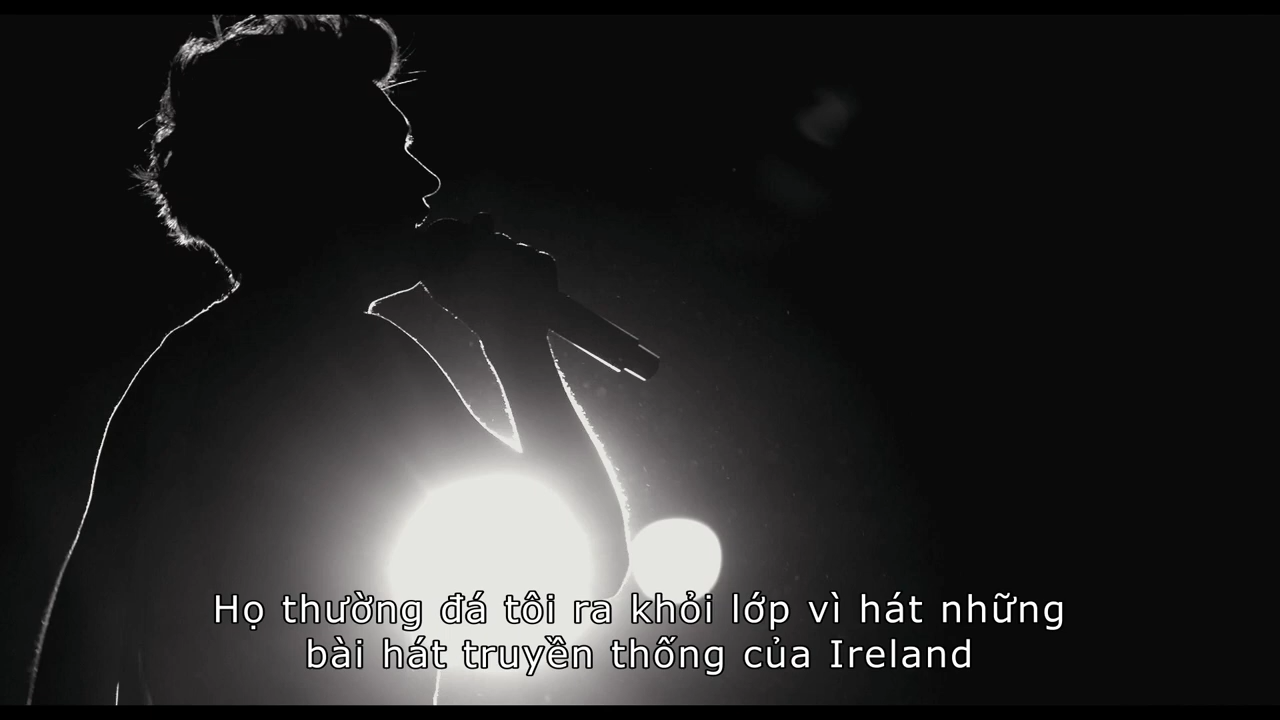 Họ thường đá tôi ra khỏi lớp vì hát những
bài hát truyền thống của Ireland